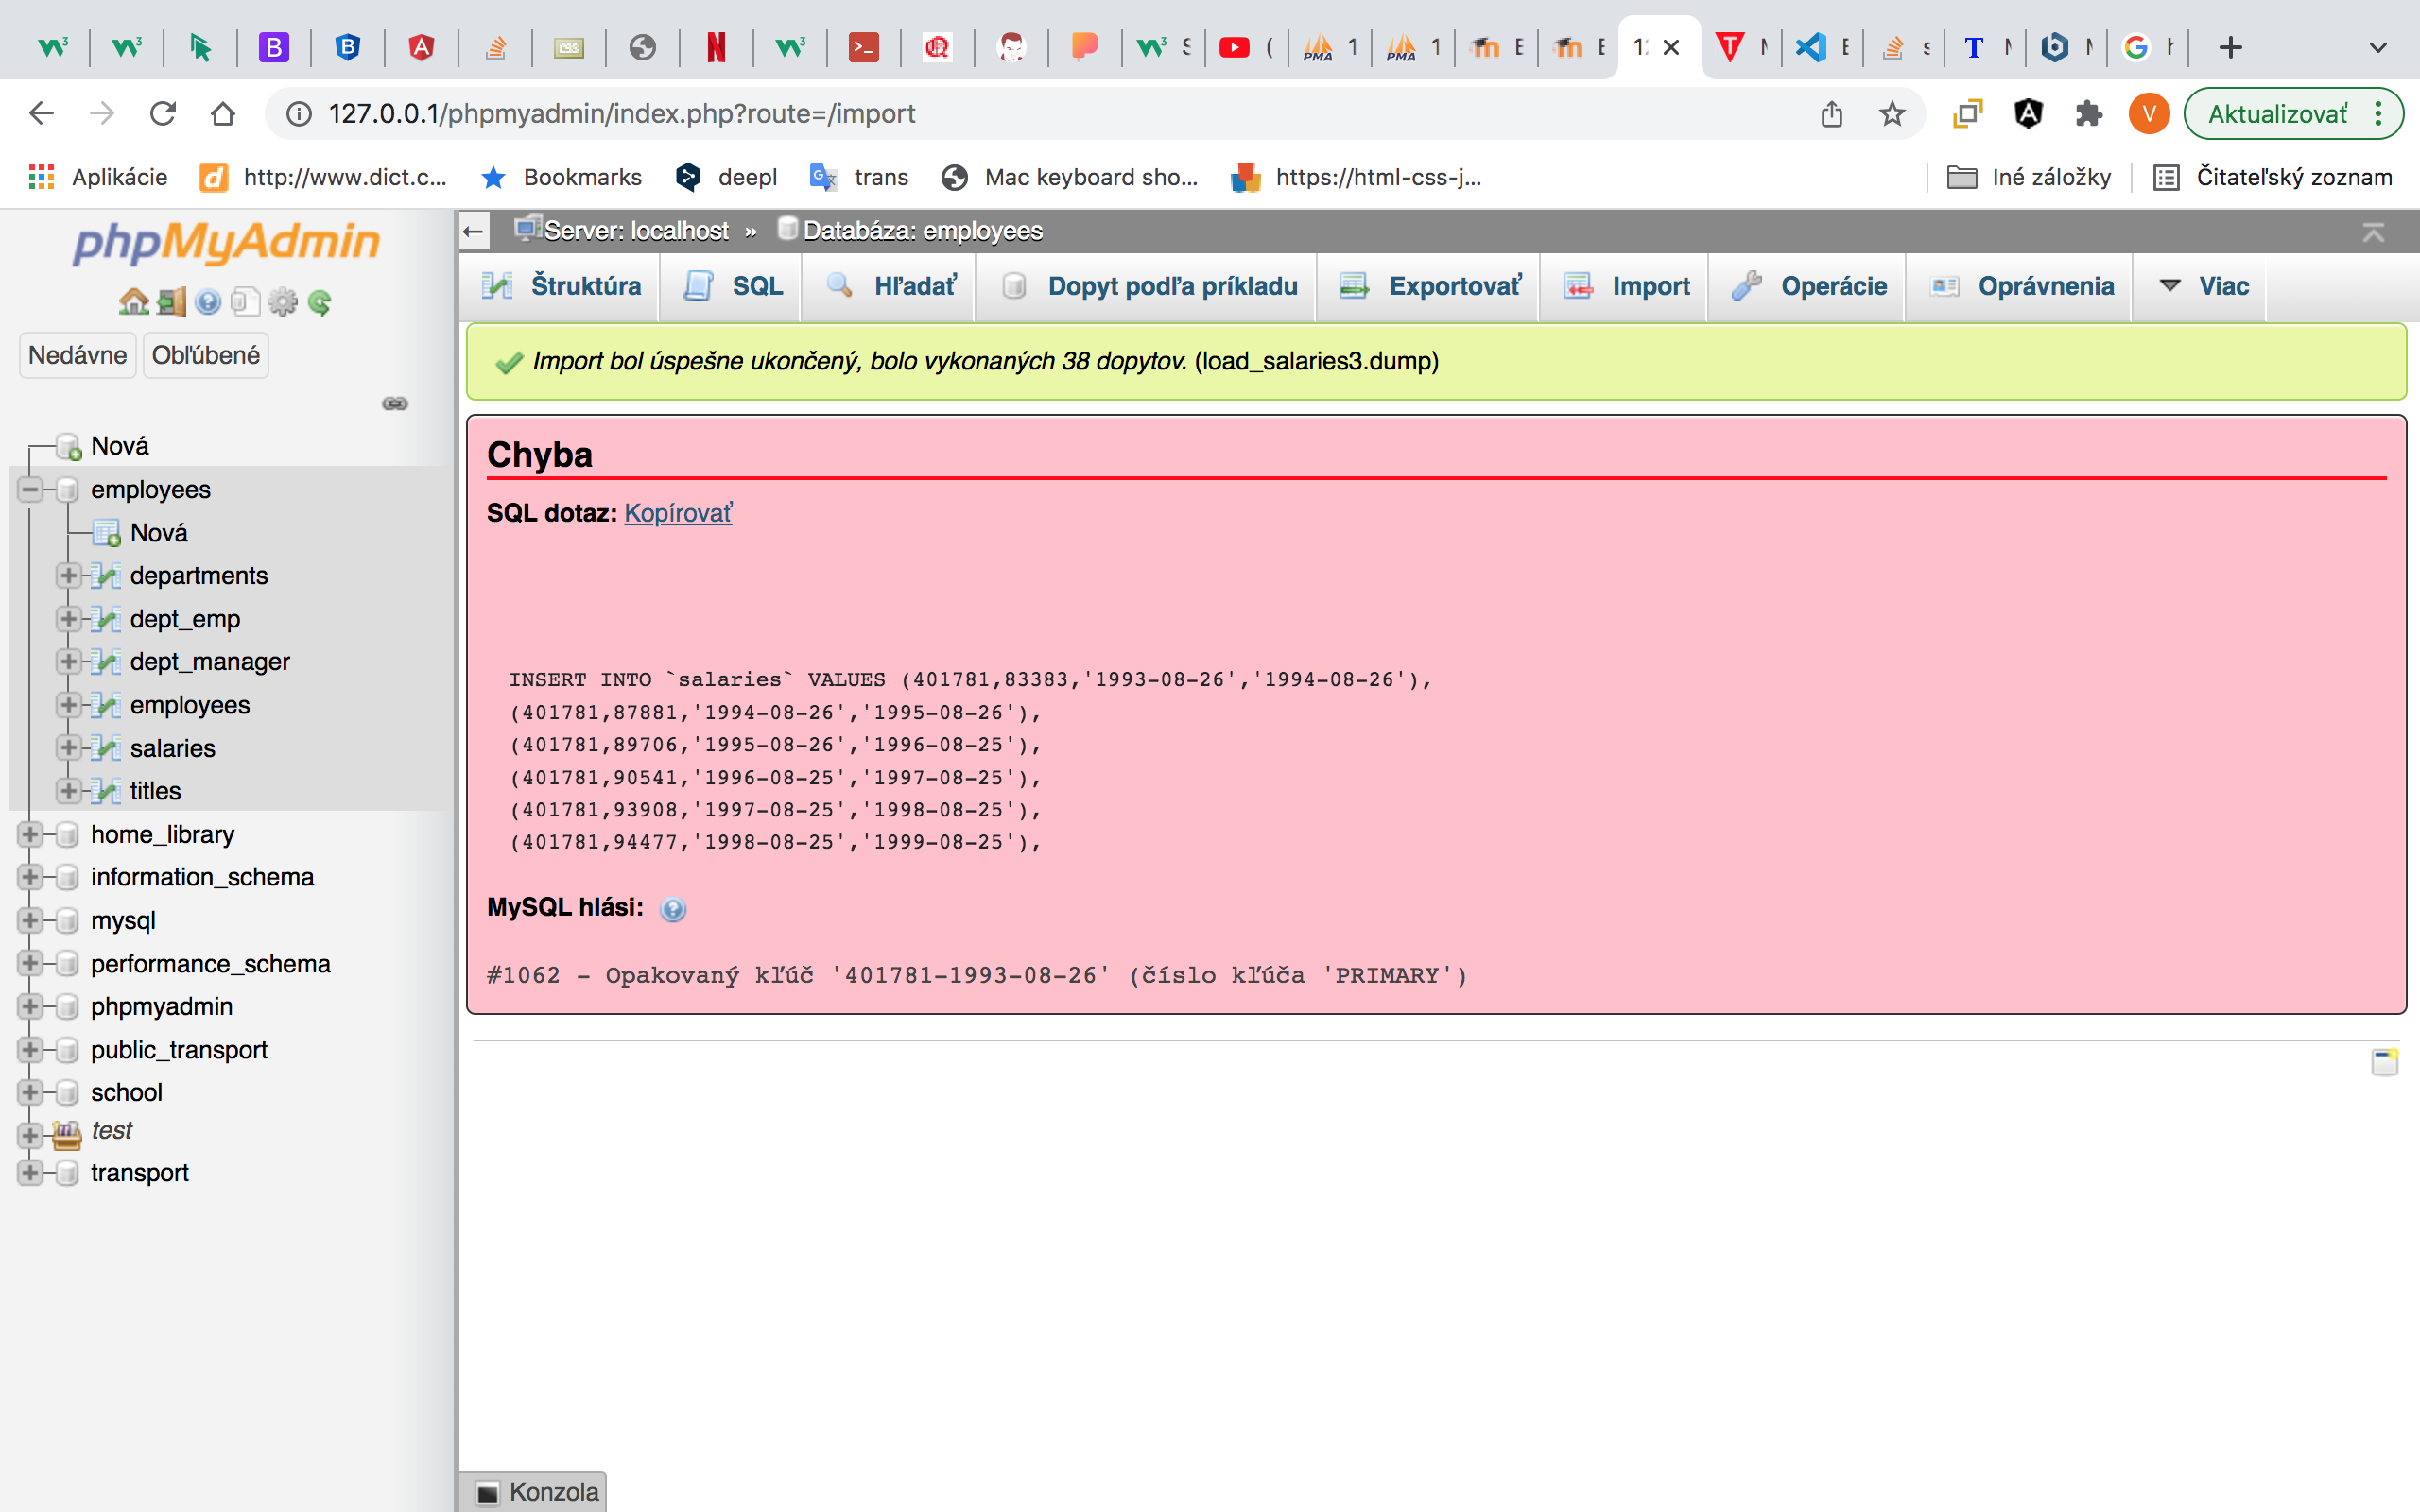 S
(
1
1
E
E
1
M
E
s
M
M
127.0.0.1/phpmyadmin/index.php?route=/import
V
Aktualizovať
Aplikácie
http://www.dict.c...
Bookmarks
deepl
trans
Mac keyboard sho...
https://html-css-j...
Iné záložky
Čitateľský zoznam
phpMyAdmin
Nedávne
Obľúbené
Nová
employees
Nová
departments
dept_emp
dept_manager
employees
salaries
titles
home_library
information_schema
mysql
performance_schema
phpmyadmin
public_transport
school
test
transport
Server: localhost » Databáza: employees
Štruktúra
SQL
Hľadať
Dopyt podľa príkladu
Exportovať
Import
Operácie
Oprávnenia
Viac
Import bol úspešne ukončený, bolo vykonaných 38 dopytov. (load_salaries3.dump)
Chyba
SQL dotaz: Kopírovať
INSERT INTO `salaries` VALUES (401781,83383,'1993-08-26','1994-08-26'),
(401781,87881,'1994-08-26','1995-08-26'),
(401781,89706,'1995-08-26','1996-08-25'),
(401781,90541,'1996-08-25','1997-08-25'),
(401781,93908,'1997-08-25','1998-08-25'),
(401781,94477,'1998-08-25','1999-08-25'),
MySQL hlási:
#1062 - Opakovaný kľúč '401781-1993-08-26' (číslo kľúča 'PRIMARY')
Konzola